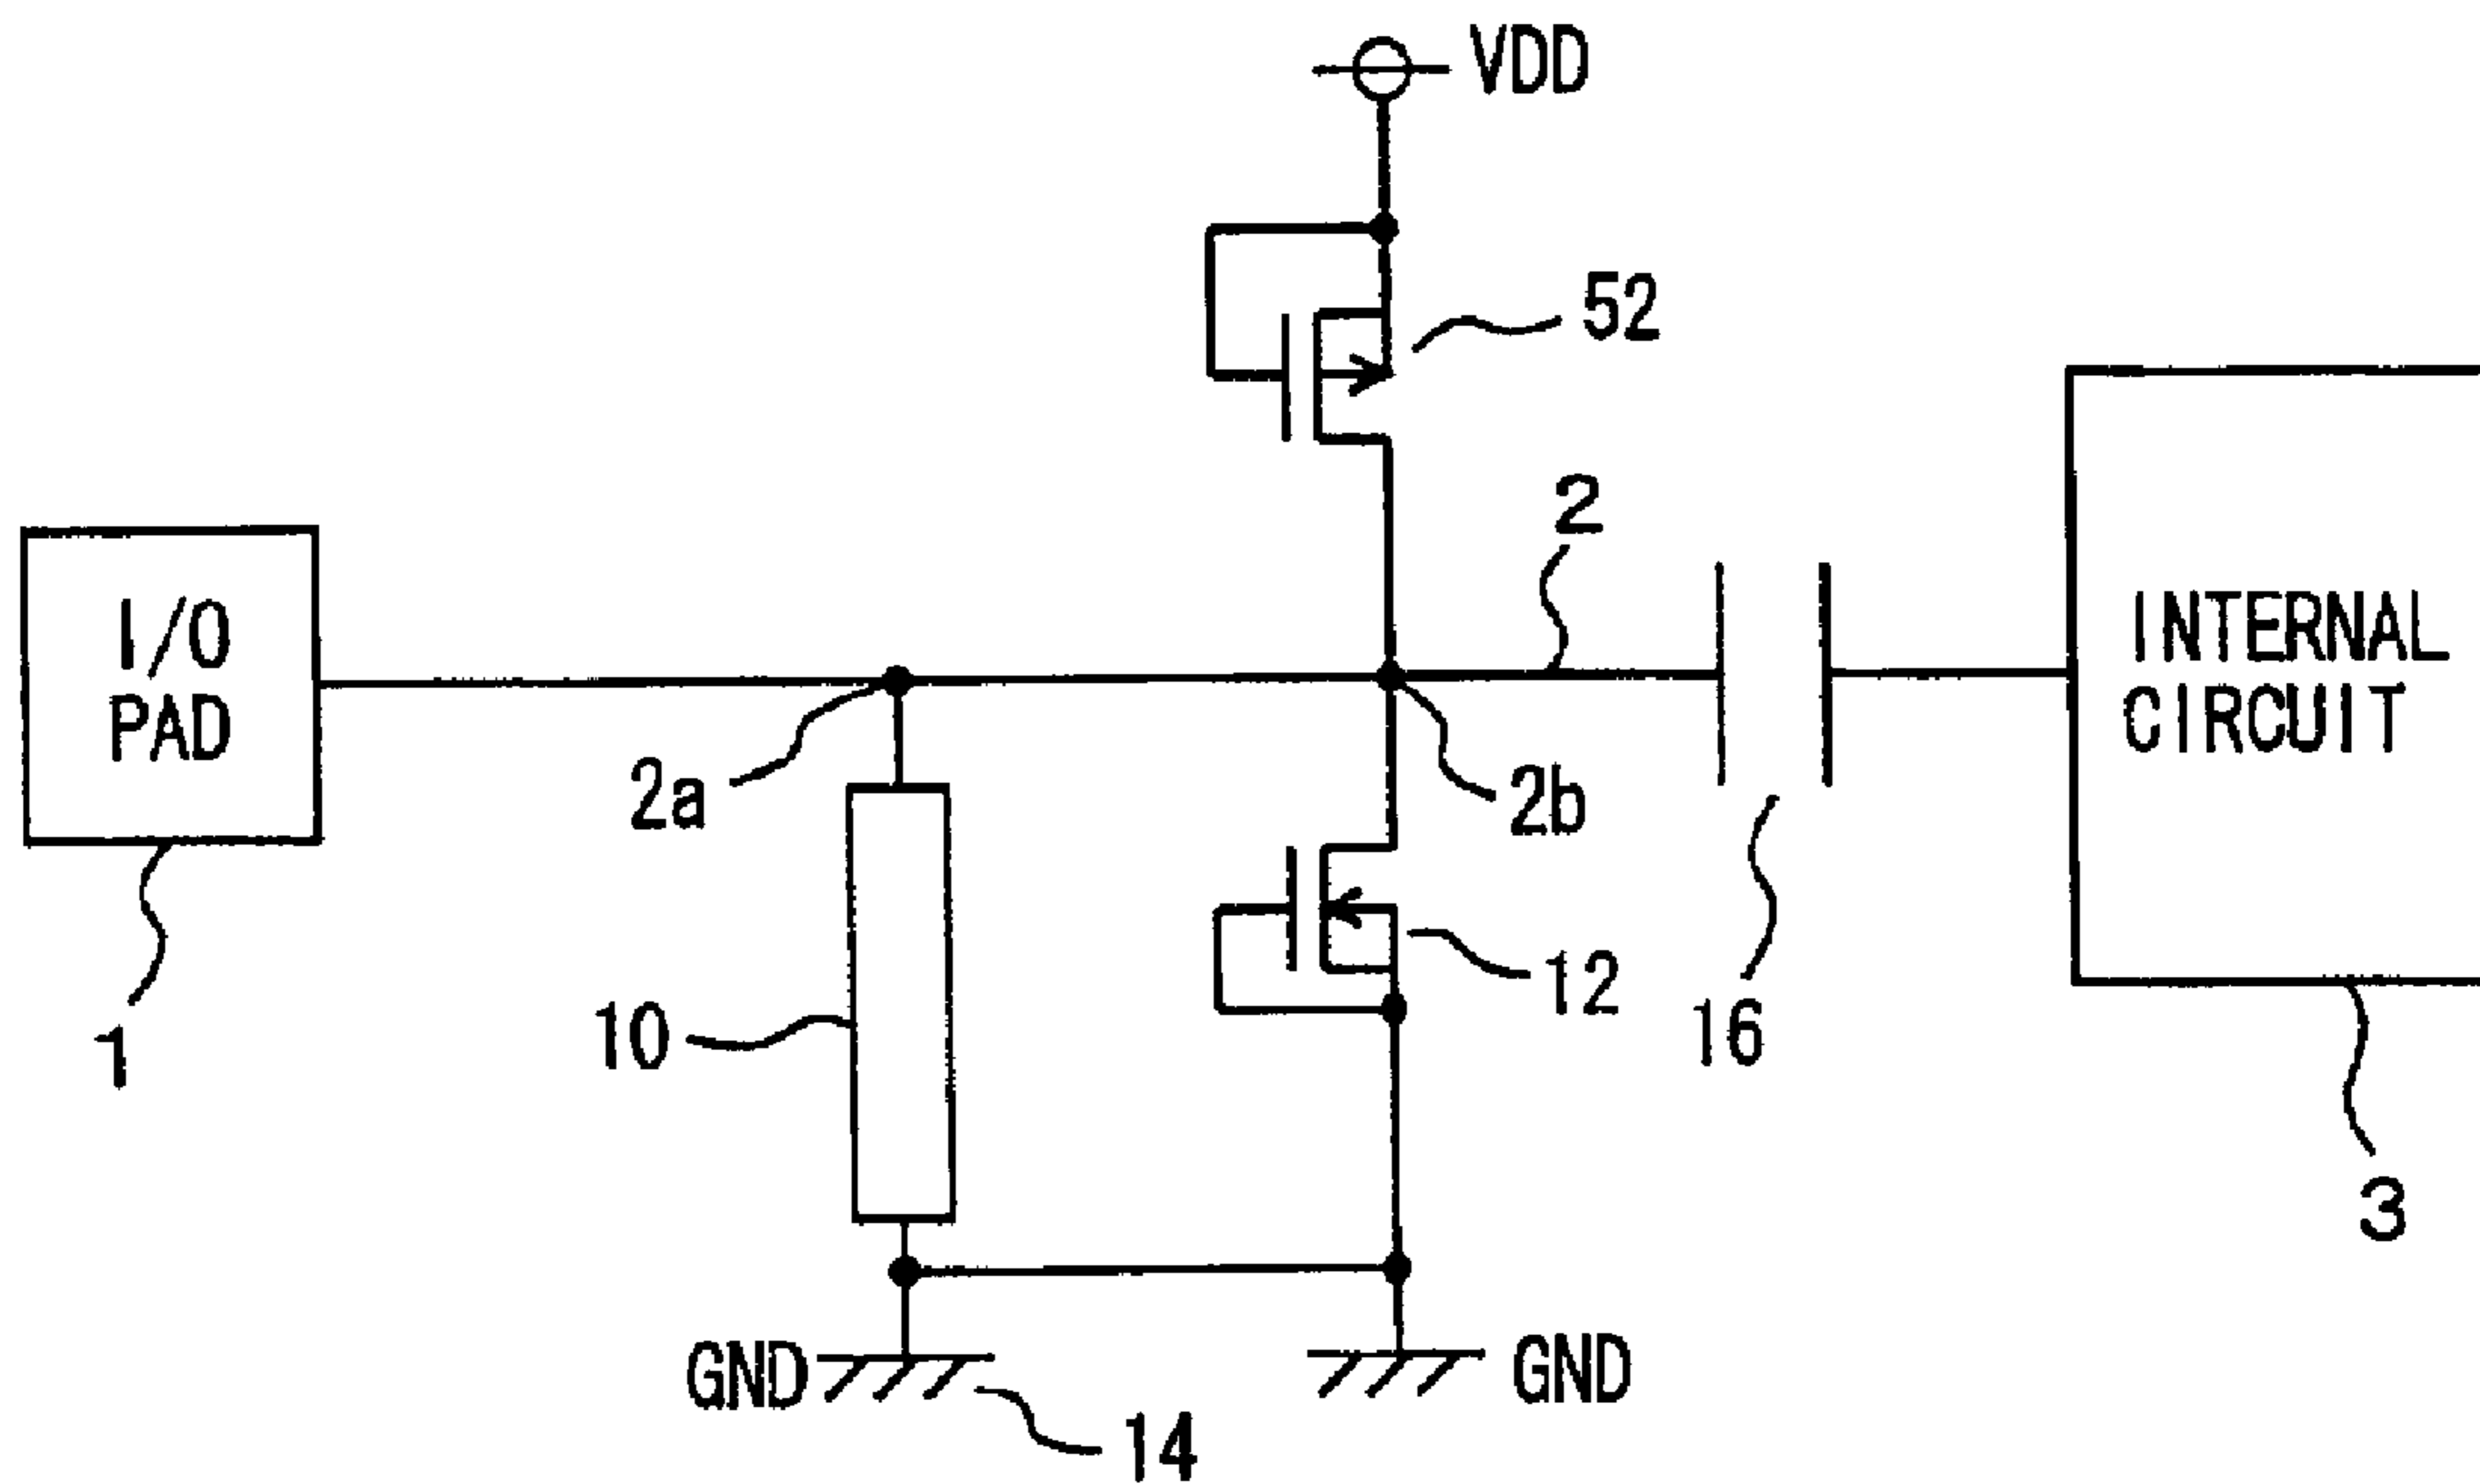 VDD
52
2
I/O
PAD
INTERNAL
CIRCUIT
2a
2b
12
10
16
1
3
GND
GND
14